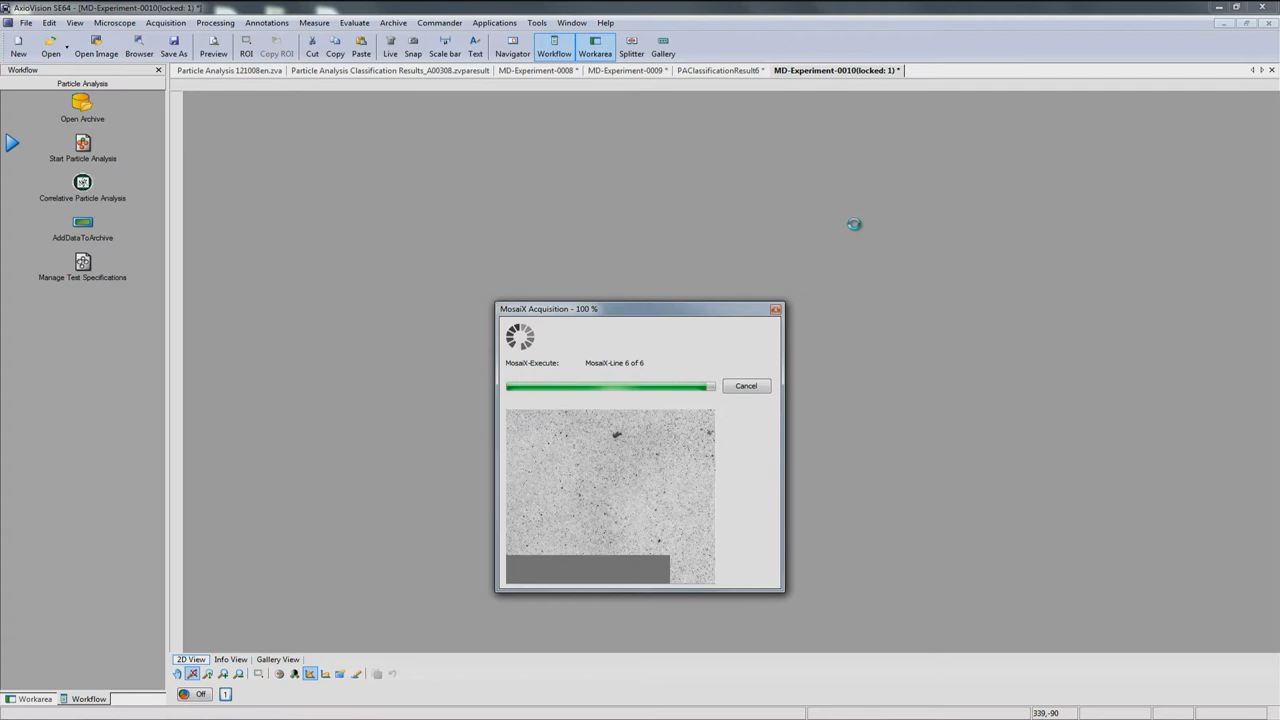 AxioVision SE64 - [MD-Experiment-0010(locked: 1) *]
File Edit View Microscope Acquisition Processing Annotations Measure Evaluate Archive Commander Applications Tools Window Help
New Open Open Image Browser Save As Preview ROI Copy ROI Cut Copy Paste Live Snap Scale bar Text Navigator Workflow Workarea Splitter Gallery
Workflow
Particle Analysis 121008en.zva Particle Analysis Classification Results_A00308.zvparesult MD-Experiment-0008 * MD-Experiment-0009 * PAClassificationResult6 * MD-Experiment-0010(locked: 1) *
Particle Analysis
Open Archive
Start Particle Analysis
Correlative Particle Analysis
AddDataToArchive
Manage Test Specifications
MosaiX Acquisition - 100 %
MosaiX-Execute: MosaiX-Line 6 of 6
Cancel
2D View Info View Gallery View
Off 1
Workarea Workflow
339,-90